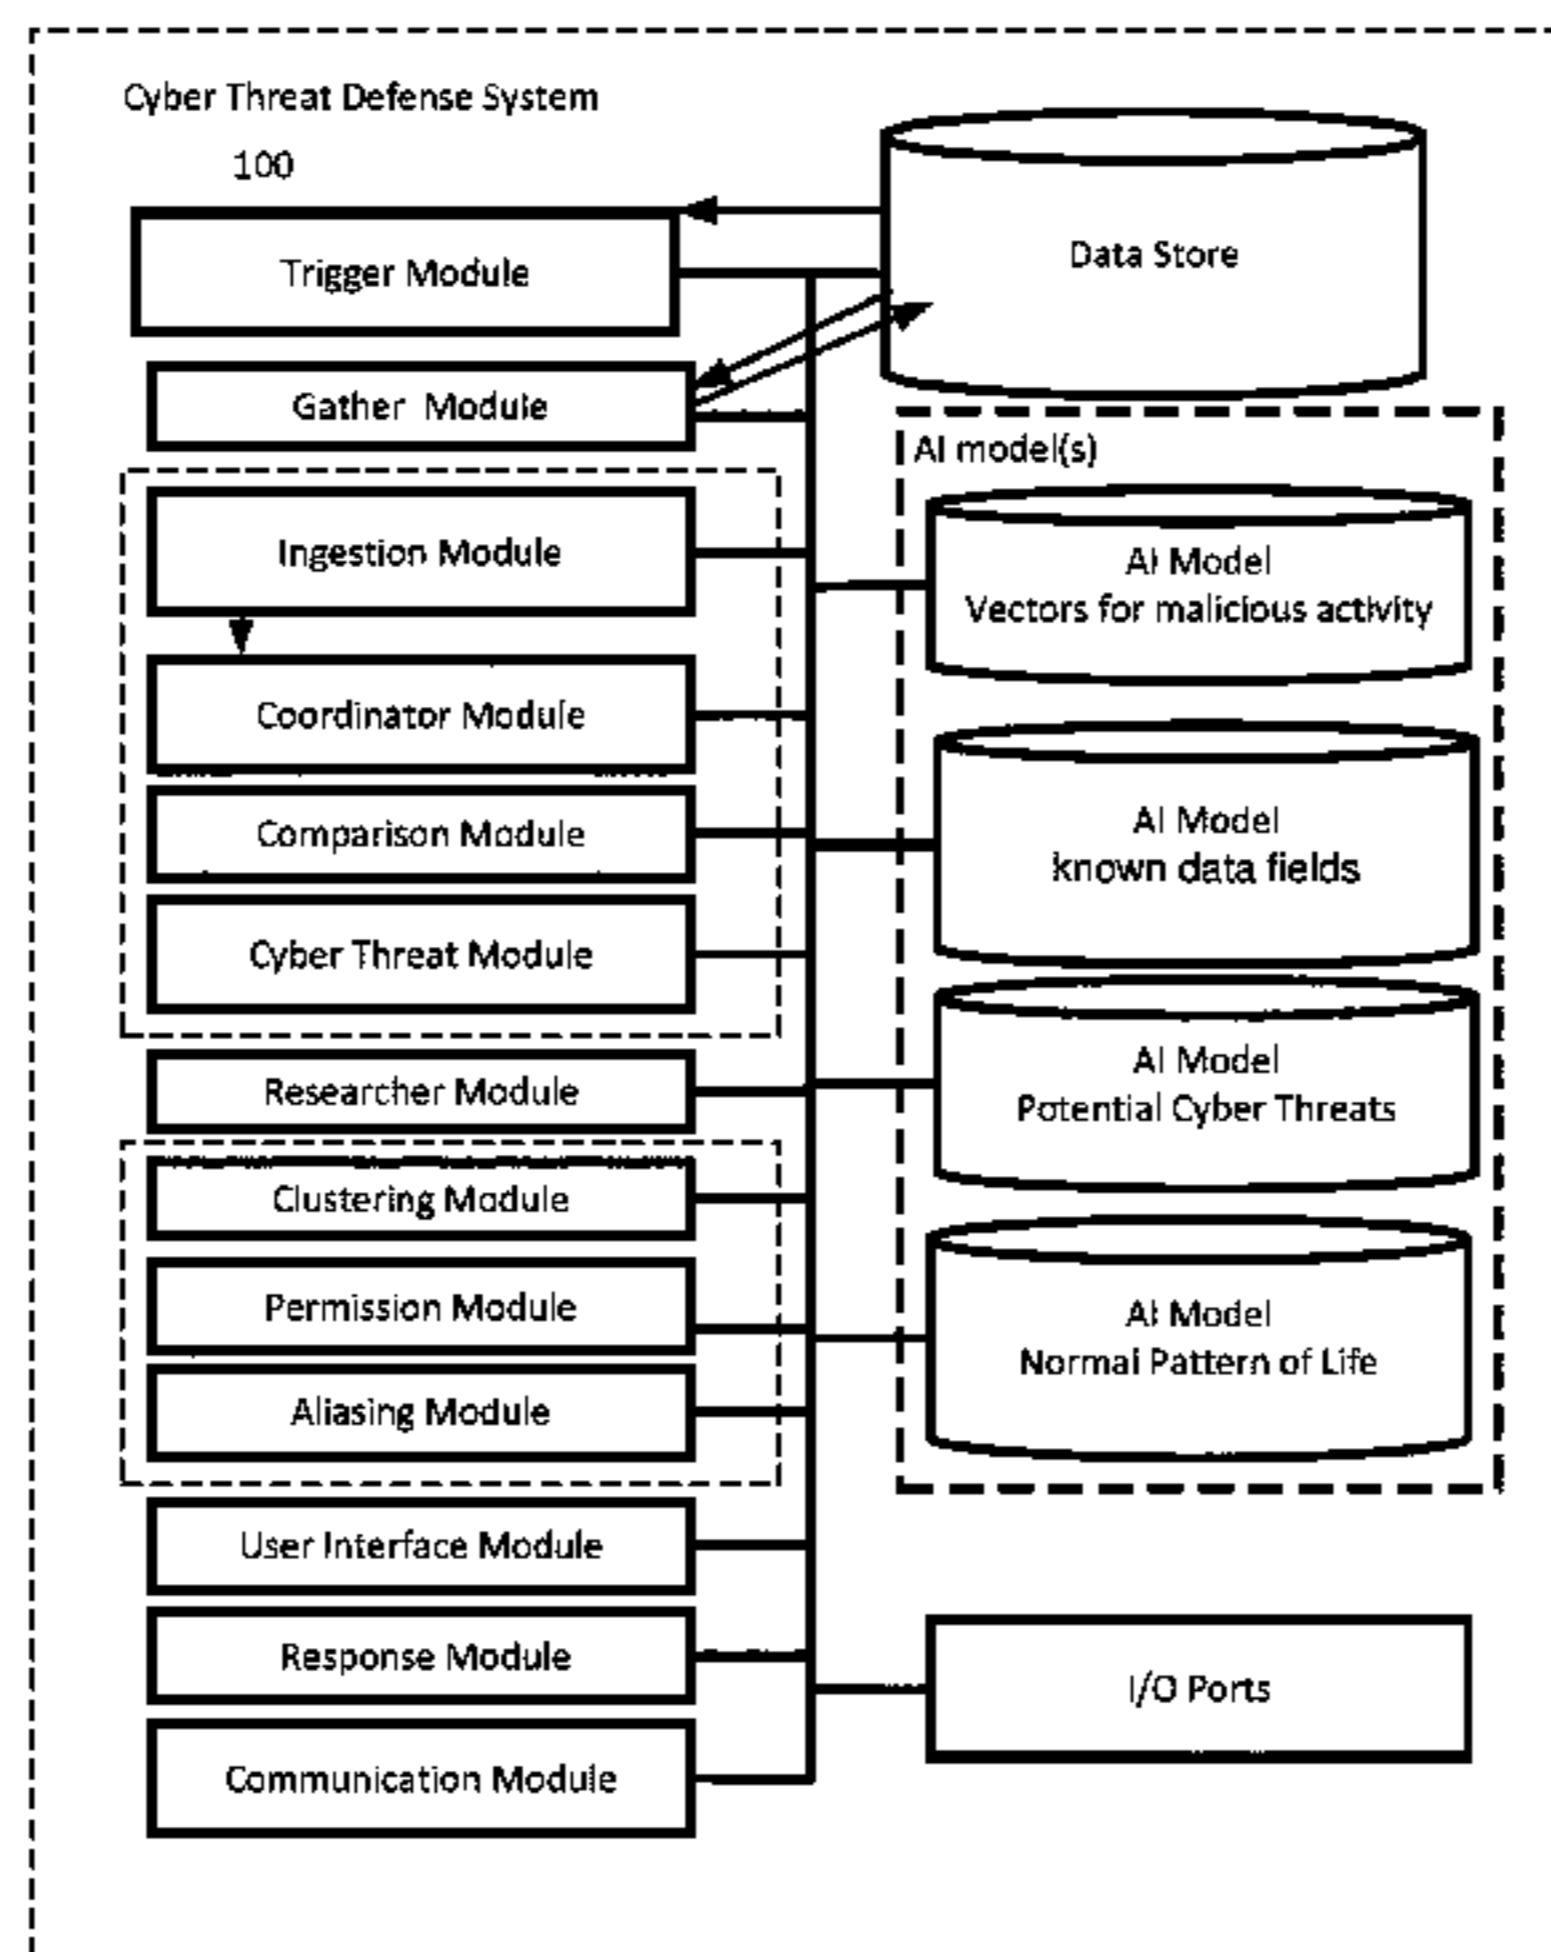 Cyber Threat Defense System
100
Trigger Module
Data Store
Gather Module
AI model(s)
Ingestion Module
AI Model
Vectors for malicious activity
Coordinator Module
Comparison Module
AI Model
known data fields
Cyber Threat Module
Researcher Module
AI Model
Potential Cyber Threats
Clustering Module
Permission Module
AI Model
Normal Pattern of Life
Aliasing Module
User Interface Module
Response Module
I/O Ports
Communication Module